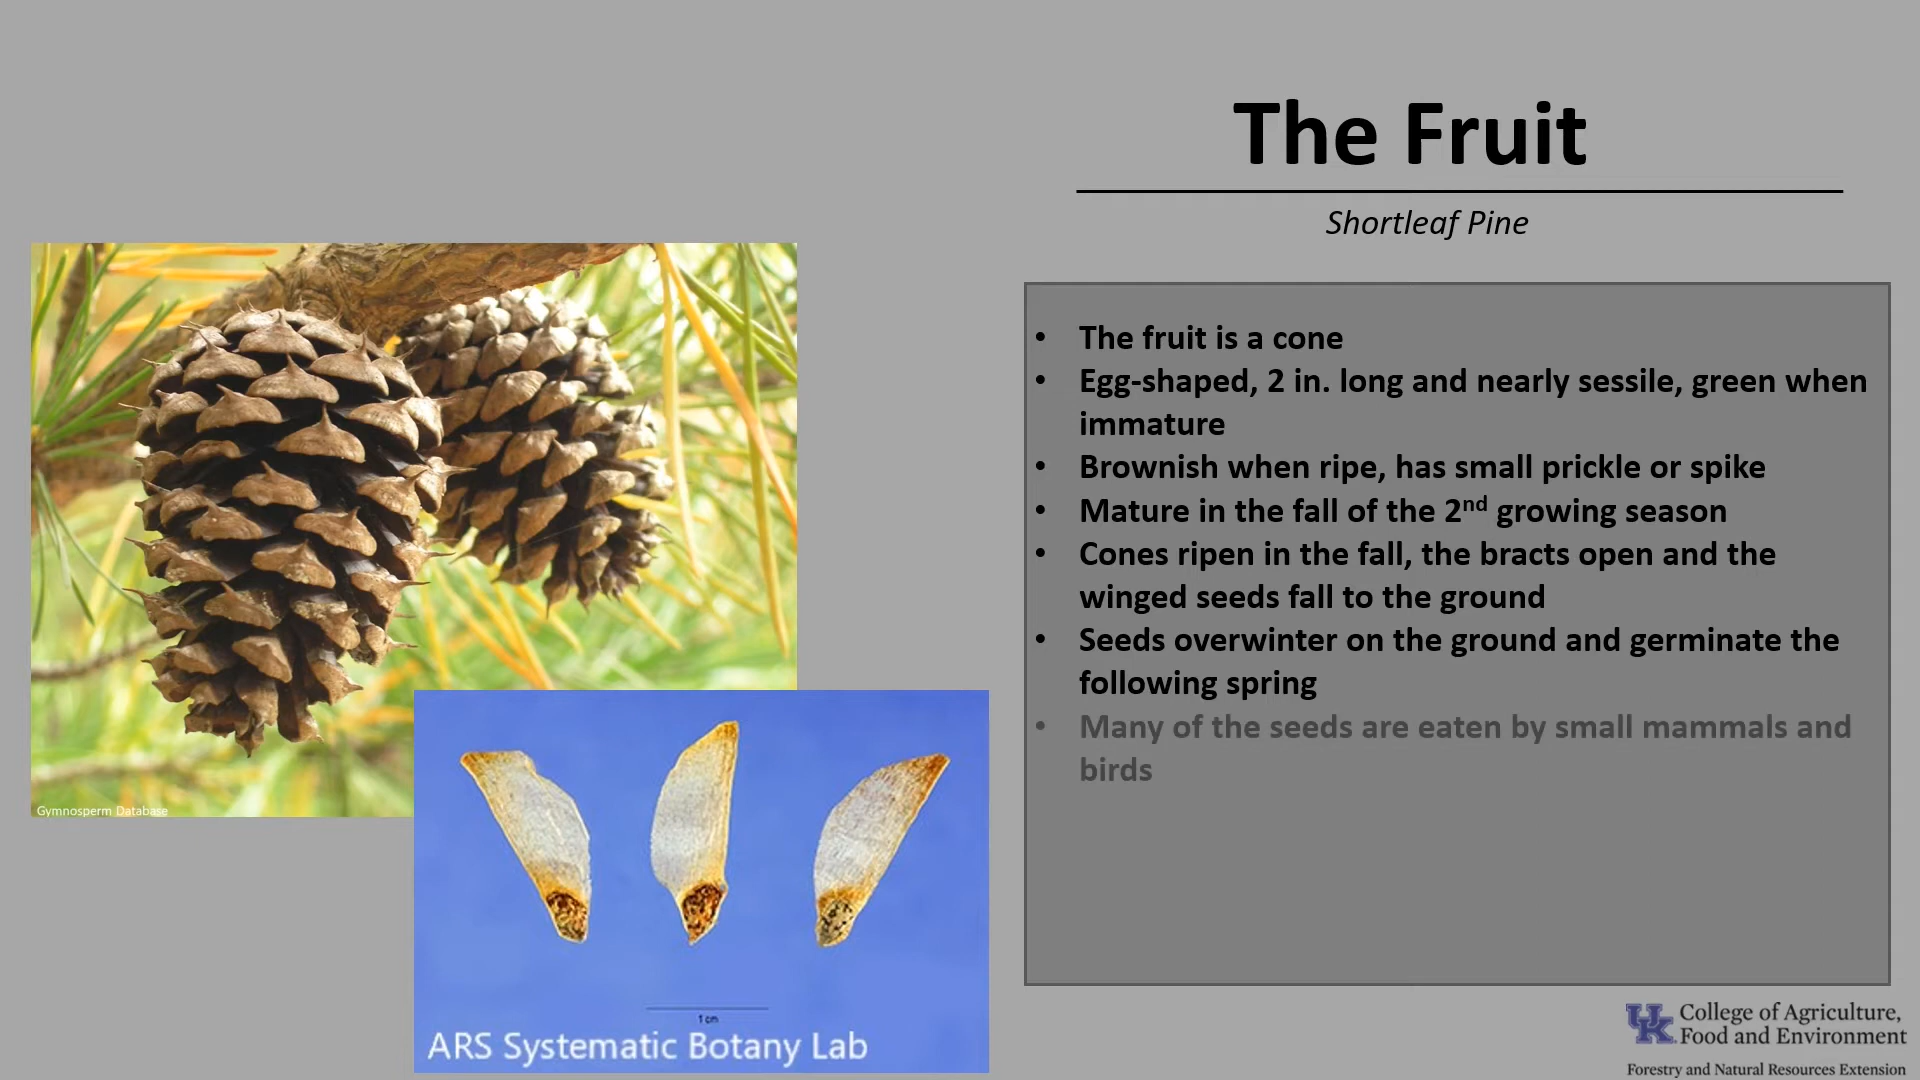 The Fruit
Shortleaf Pine
• The fruit is a cone
• Egg-shaped, 2 in. long and nearly sessile, green when
immature
• Brownish when ripe, has small prickle or spike
• Mature in the fall of the 2nd growing season
• Cones ripen in the fall, the bracts open and the
winged seeds fall to the ground
• Seeds overwinter on the ground and germinate the
following spring
• Many of the seeds are eaten by small mammals and
birds
Gymnosperm Database
1 cm
ARS Systematic Botany Lab
UK College of Agriculture,
Food and Environment
Forestry and Natural Resources Extension